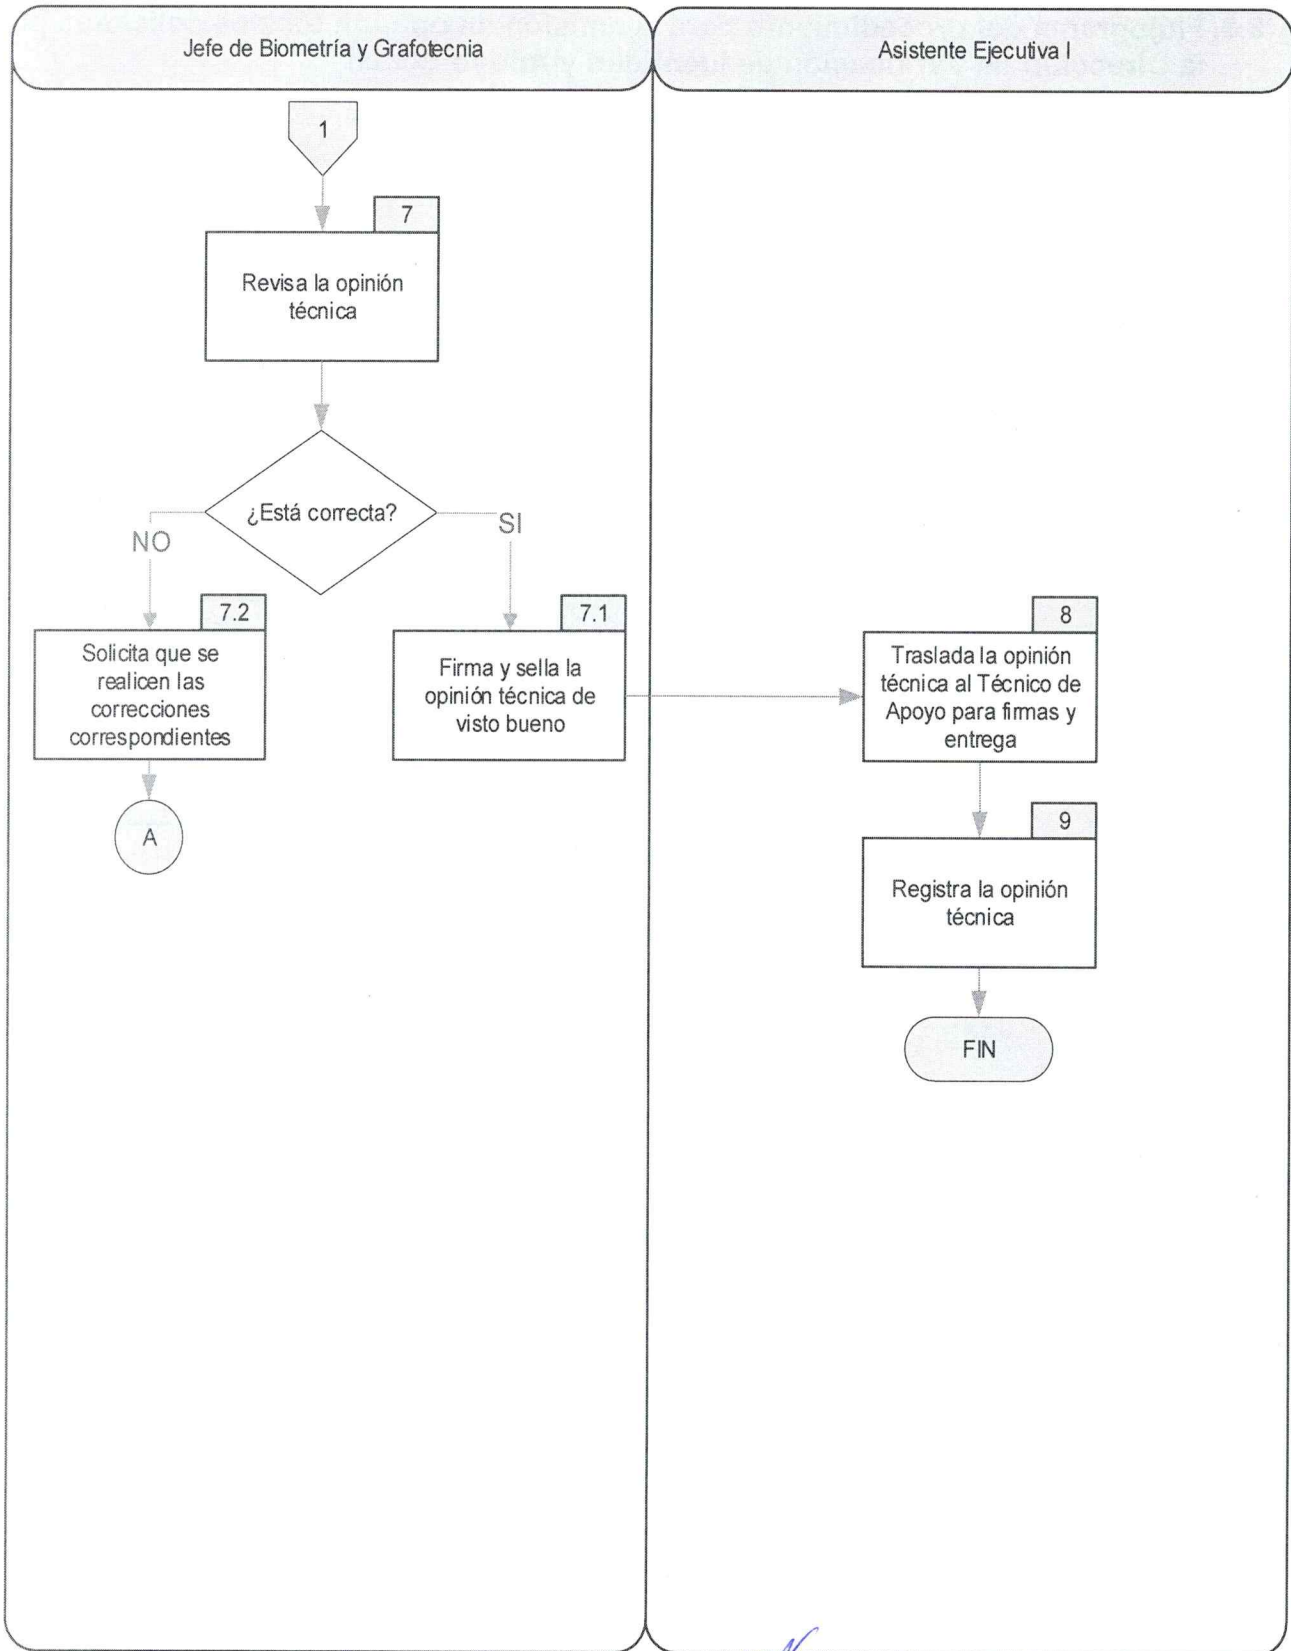 Jefe de Biometría y Grafotecnia
Asistente Ejecutiva I
1
7
Revisa la opinión
técnica
¿Está correcta?
NO
SI
7.2
Solicita que se
realicen las
correcciones
correspondientes
A
7.1
Firma y sella la
opinión técnica de
visto bueno
8
Traslada la opinión
técnica al Técnico de
Apoyo para firmas y
entrega
9
Registra la opinión
técnica
FIN